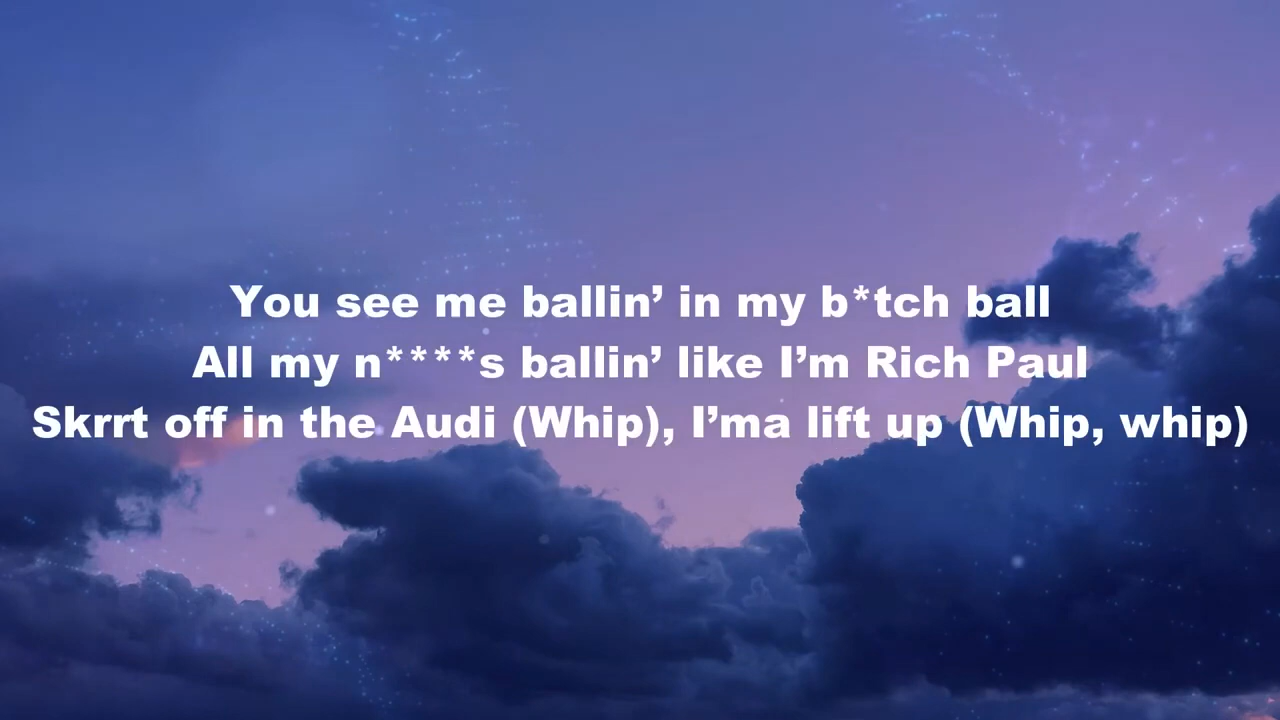 You see me ballin’ in my b*tch ball
All my n****s ballin’ like I’m Rich Paul
Skrrt off in the Audi (Whip), I’ma lift up (Whip, whip)